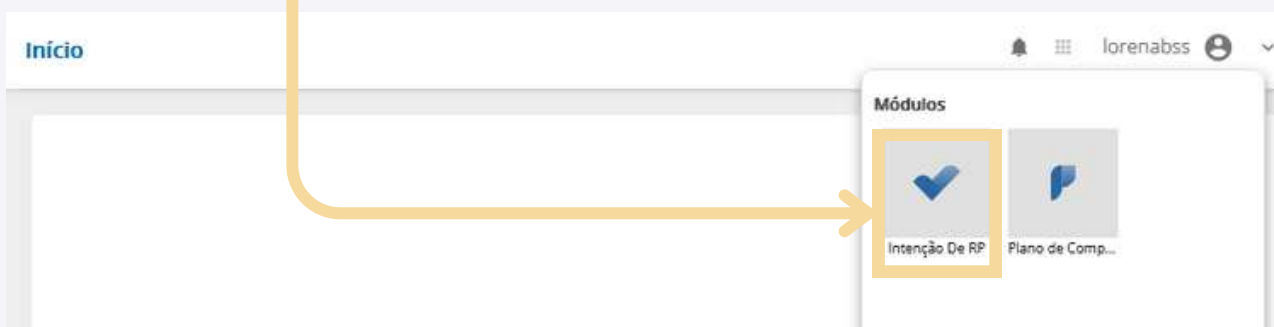 Início
lorenabss
Módulos
Intenção De RP
Plano de Comp...